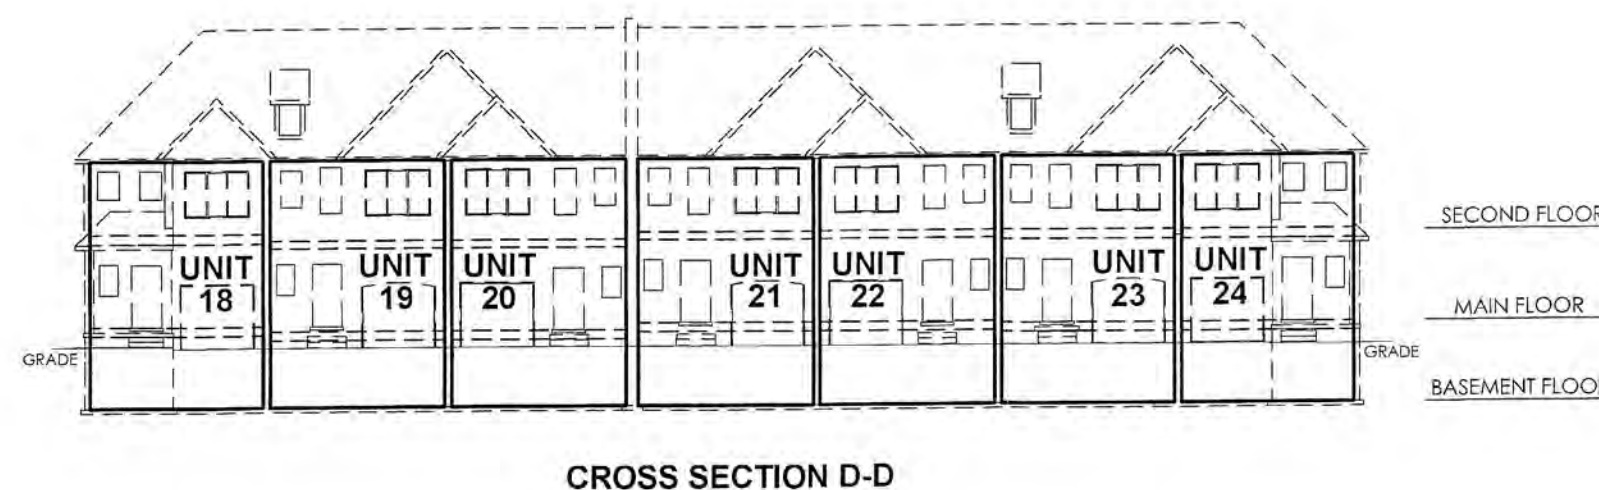 SECOND FLOOR
UNIT 18
UNIT 19
UNIT 20
UNIT 21
UNIT 22
UNIT 23
UNIT 24
MAIN FLOOR
GRADE
GRADE
BASEMENT FLOOR
CROSS SECTION D-D